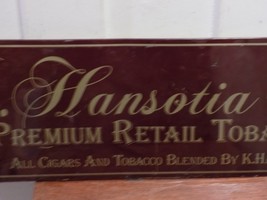 Hansotia
PREMIUM RETAIL TOBA
ALL CIGARS AND TOBACCO BLENDED BY K.H.